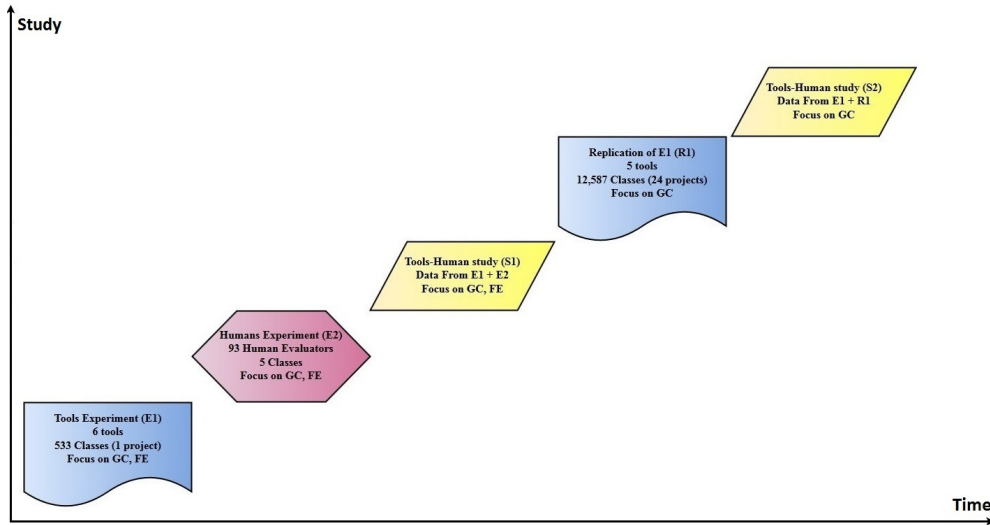 Study
Tools-Human study (S2)
Data From E1 + R1
Focus on GC
Replication of E1 (R1)
5 tools
12,587 Classes (24 projects)
Focus on GC
Tools-Human study (S1)
Data From E1 + E2
Focus on GC, FE
Humans Experiment (E2)
93 Human Evaluators
5 Classes
Focus on GC, FE
Tools Experiment (E1)
6 tools
533 Classes (1 project)
Focus on GC, FE
Time